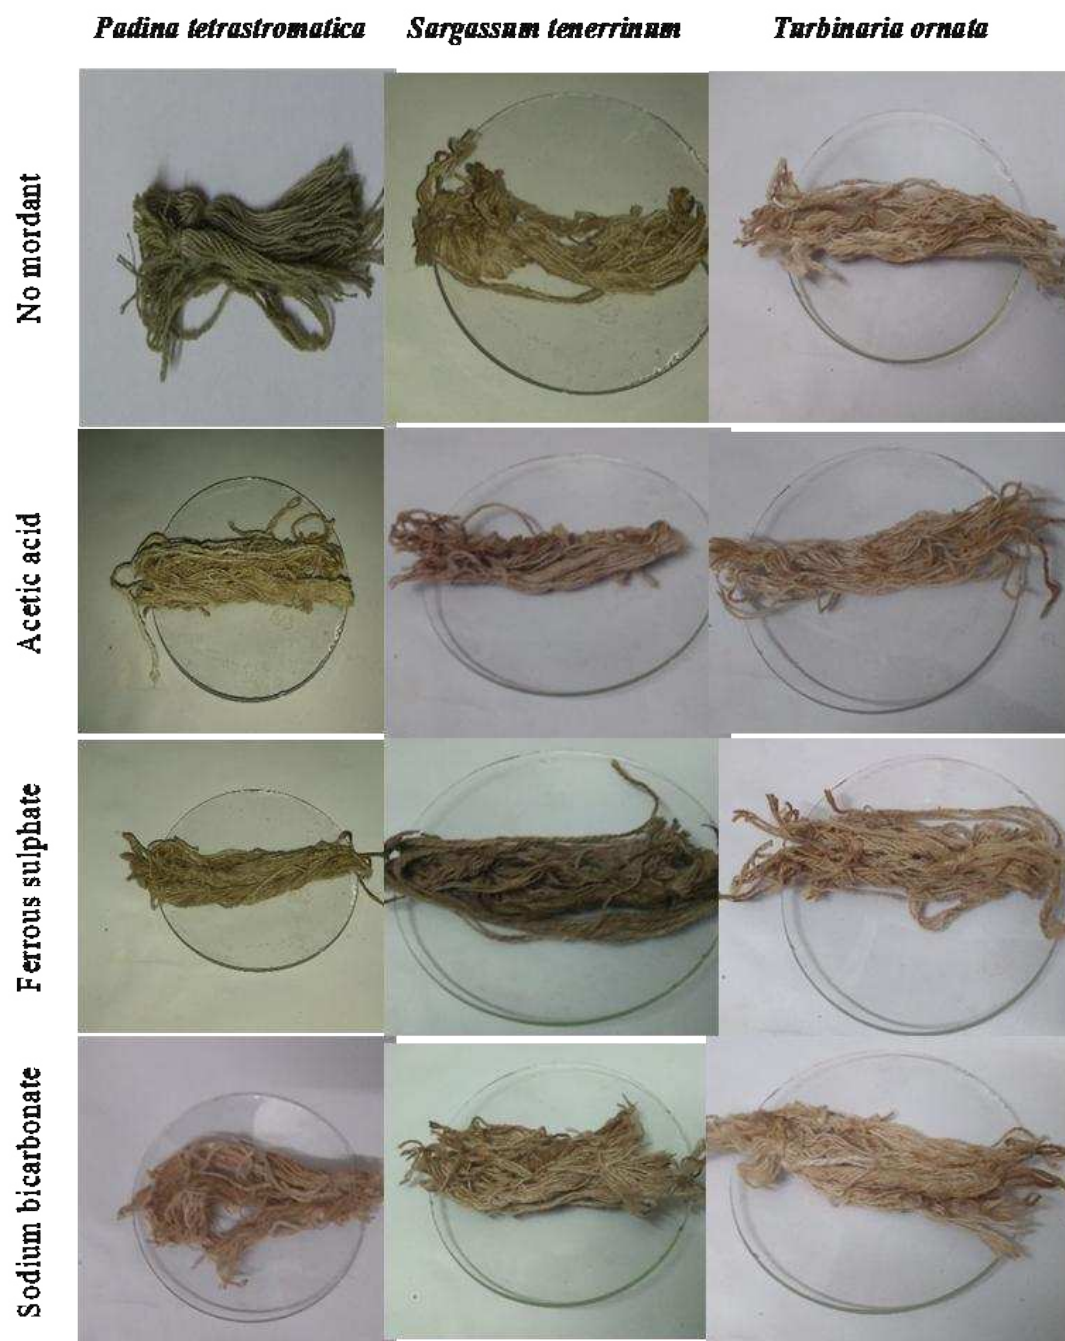 Padina tetrastromatica Sargassum tenerrinum Turbinaria ornata
No mordant
Acetic acid
Ferrous sulphate
Sodium bicarbonate